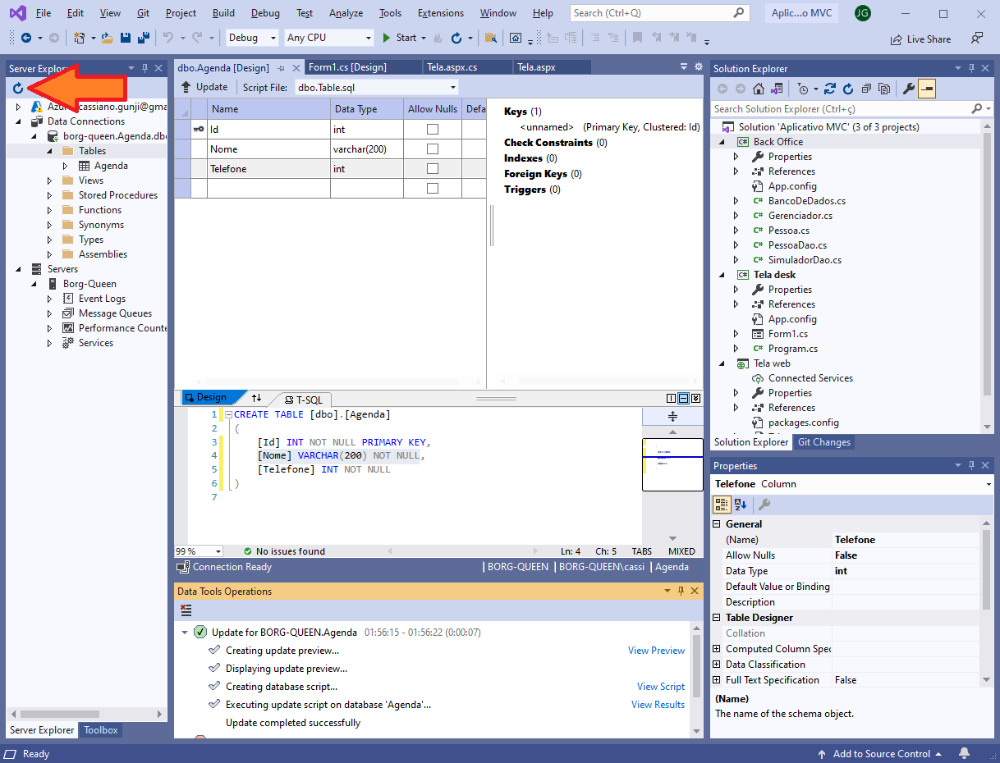 File Edit View Git Project Build Debug Test Analyze Tools Extensions Window Help Search (Ctrl+Q) Aplic...o MVC JG
Debug Any CPU Start Live Share
Server Explorer
Azure cassiano.gunji@gma
Data Connections
borg-queen.Agenda.dbo
Tables
Agenda
Views
Stored Procedures
Functions
Synonyms
Types
Assemblies
Servers
Borg-Queen
Event Logs
Message Queues
Performance Counte
Services
Server Explorer Toolbox
dbo.Agenda [Design] Form1.cs [Design] Tela.aspx.cs Tela.aspx
Update Script File: dbo.Table.sql
Name Data Type Allow Nulls Defa
Id int
Nome varchar(200)
Telefone int
Keys (1)
<unnamed> (Primary Key, Clustered: Id)
Check Constraints (0)
Indexes (0)
Foreign Keys (0)
Triggers (0)
Design T-SQL
1 CREATE TABLE [dbo].[Agenda]
2 (
3 [Id] INT NOT NULL PRIMARY KEY,
4 [Nome] VARCHAR(200) NOT NULL,
5 [Telefone] INT NOT NULL
6 )
7
99 % No issues found Ln: 4 Ch: 5 TABS MIXED
Connection Ready | BORG-QUEEN | BORG-QUEEN\cassi | Agenda
Data Tools Operations
Update for BORG-QUEEN.Agenda 01:56:15 - 01:56:22 (0:00:07)
Creating update preview... View Preview
Displaying update preview...
Creating database script... View Script
Executing update script on database 'Agenda'... View Results
Update completed successfully
Solution Explorer
Search Solution Explorer (Ctrl+ç)
Solution 'Aplicativo MVC' (3 of 3 projects)
Back Office
Properties
References
App.config
BancoDeDados.cs
Gerenciador.cs
Pessoa.cs
PessoaDao.cs
SimuladorDao.cs
Tela desk
Properties
References
App.config
Form1.cs
Program.cs
Tela web
Connected Services
Properties
References
packages.config
Solution Explorer Git Changes
Properties
Telefone Column
General
(Name) Telefone
Allow Nulls False
Data Type int
Default Value or Binding
Description
Table Designer
Collation
Computed Column Spec
Data Classification
Full Text Specification False
(Name)
The name of the schema object.
Ready Add to Source Control